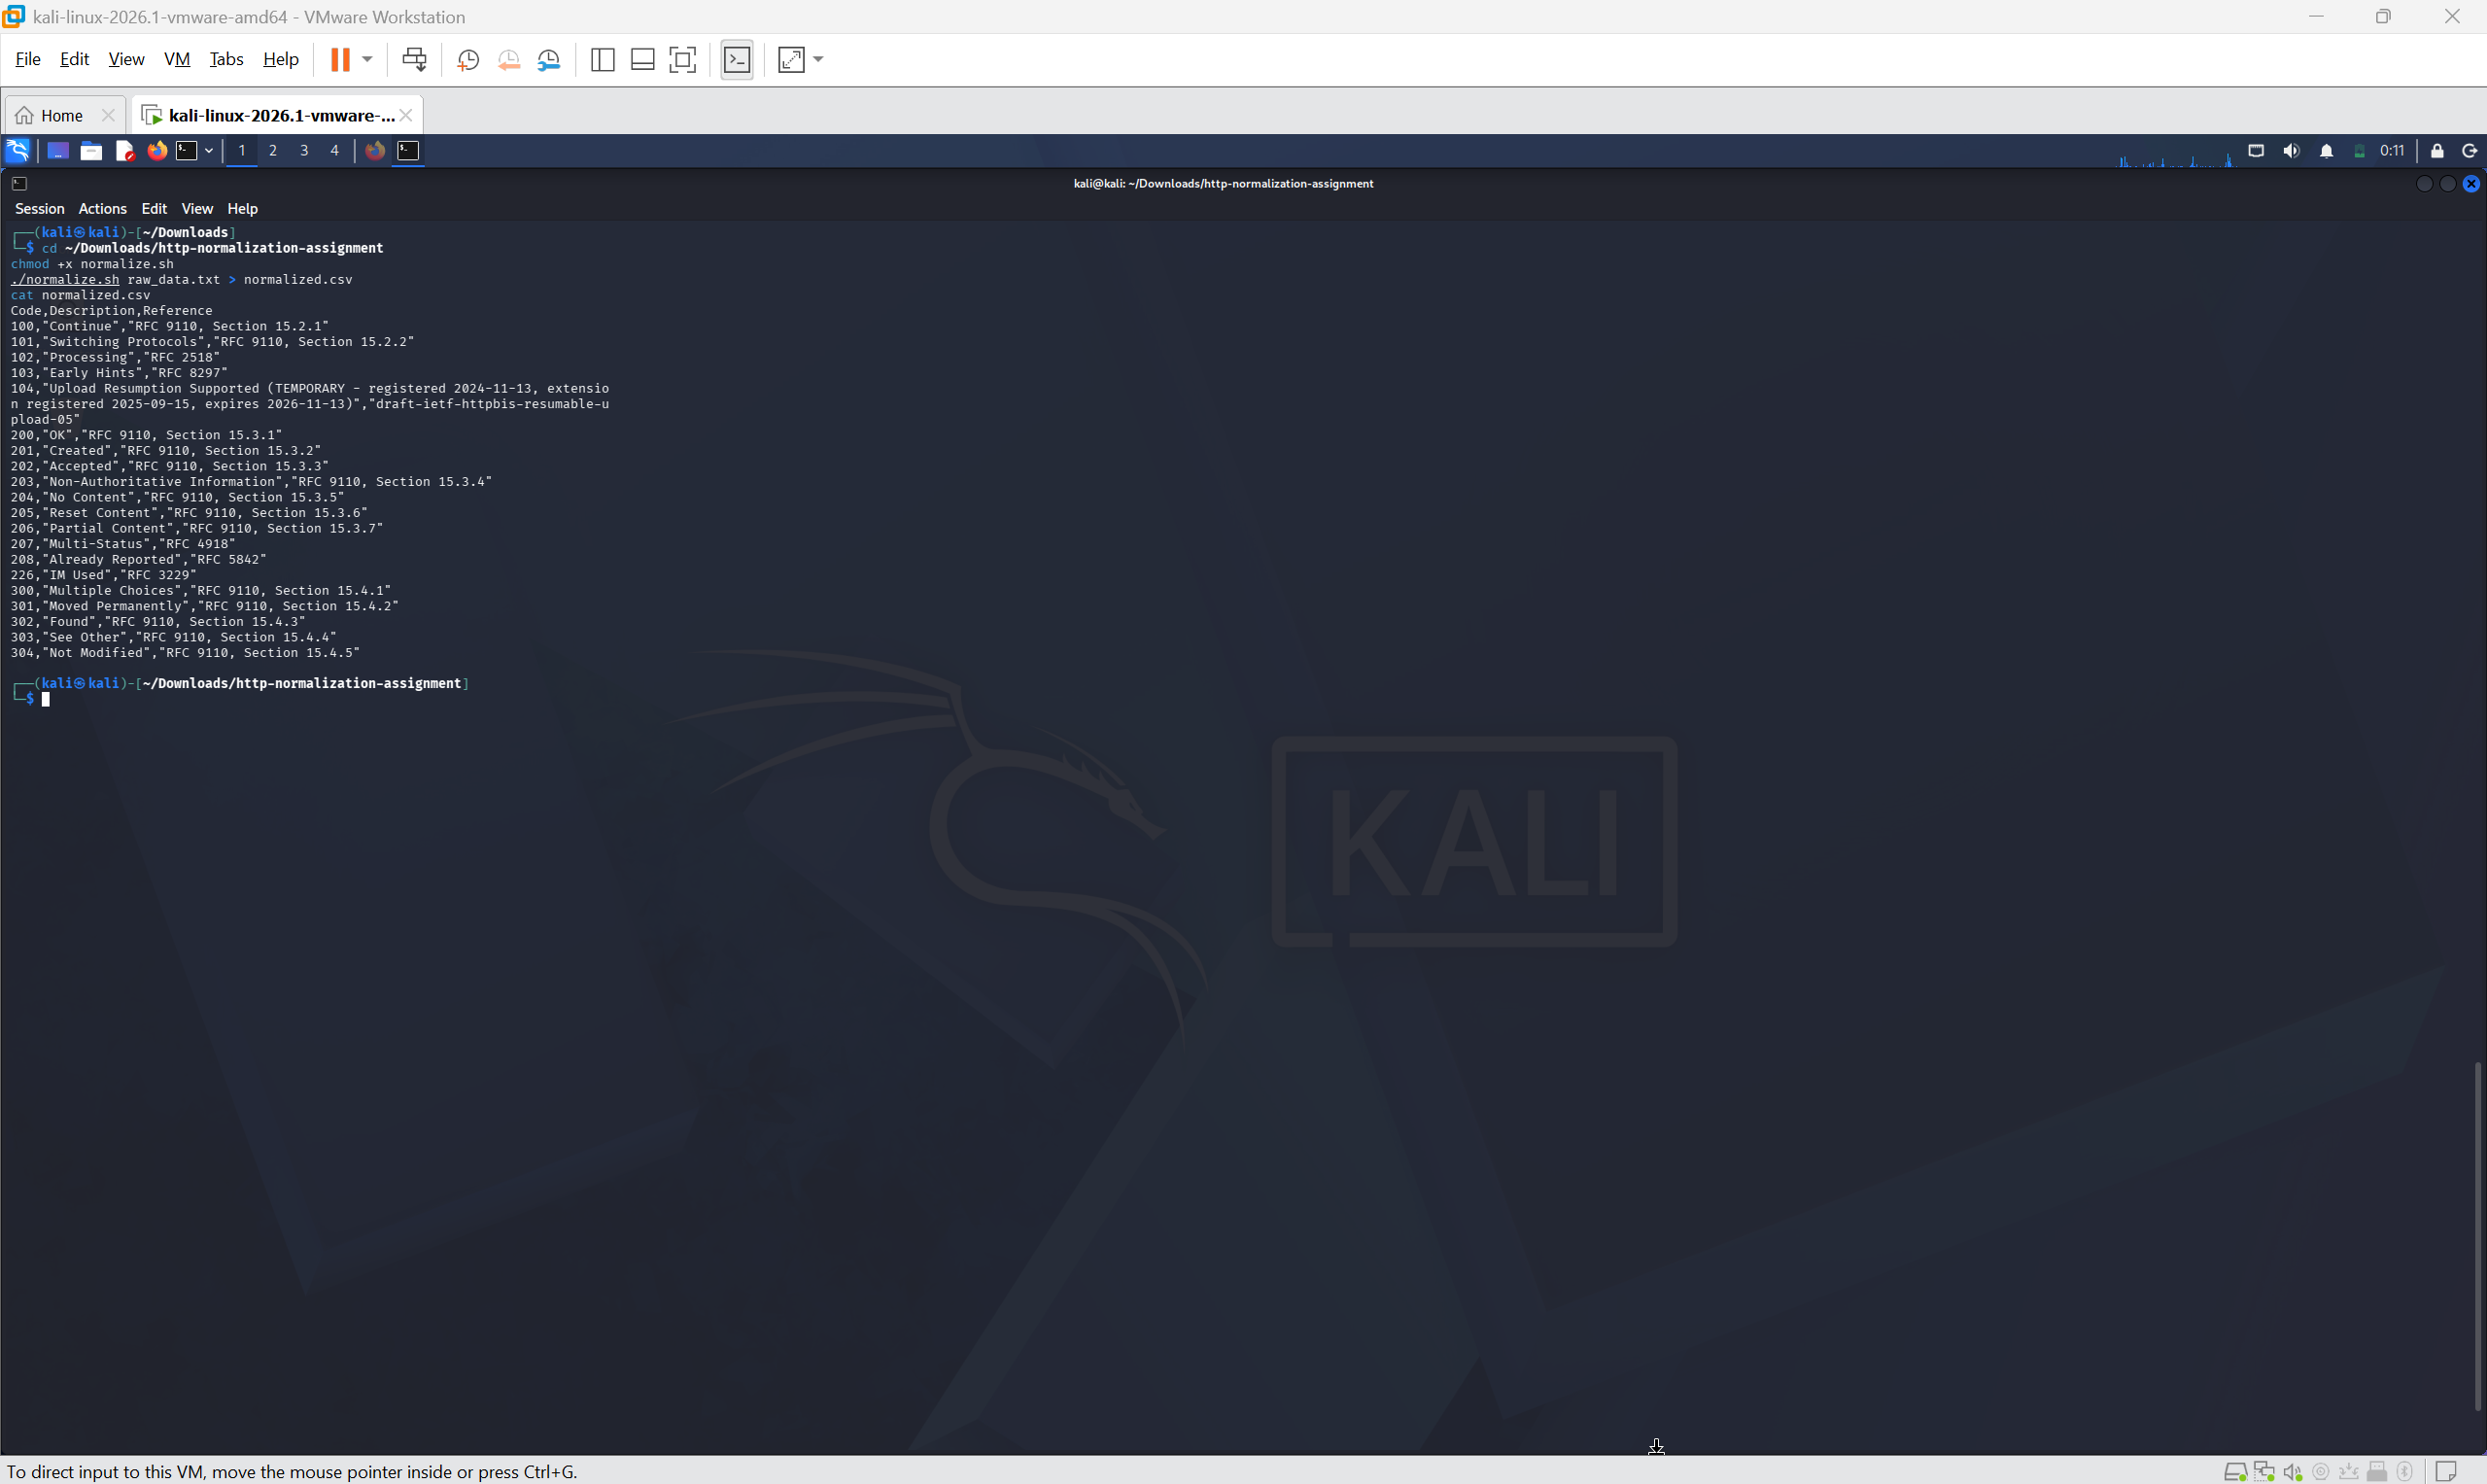 kali-linux-2026.1-vmware-amd64 - VMware Workstation
File Edit View VM Tabs Help
Home kali-linux-2026.1-vmware-...
1 2 3 4 0:11
kali@kali: ~/Downloads/http-normalization-assignment
Session Actions Edit View Help
┌──(kali㉿kali)-[~/Downloads]
└─$ cd ~/Downloads/http-normalization-assignment
chmod +x normalize.sh
./normalize.sh raw_data.txt > normalized.csv
cat normalized.csv
Code,Description,Reference
100,"Continue","RFC 9110, Section 15.2.1"
101,"Switching Protocols","RFC 9110, Section 15.2.2"
102,"Processing","RFC 2518"
103,"Early Hints","RFC 8297"
104,"Upload Resumption Supported (TEMPORARY - registered 2024-11-13, extensio
n registered 2025-09-15, expires 2026-11-13)","draft-ietf-httpbis-resumable-u
pload-05"
200,"OK","RFC 9110, Section 15.3.1"
201,"Created","RFC 9110, Section 15.3.2"
202,"Accepted","RFC 9110, Section 15.3.3"
203,"Non-Authoritative Information","RFC 9110, Section 15.3.4"
204,"No Content","RFC 9110, Section 15.3.5"
205,"Reset Content","RFC 9110, Section 15.3.6"
206,"Partial Content","RFC 9110, Section 15.3.7"
207,"Multi-Status","RFC 4918"
208,"Already Reported","RFC 5842"
226,"IM Used","RFC 3229"
300,"Multiple Choices","RFC 9110, Section 15.4.1"
301,"Moved Permanently","RFC 9110, Section 15.4.2"
302,"Found","RFC 9110, Section 15.4.3"
303,"See Other","RFC 9110, Section 15.4.4"
304,"Not Modified","RFC 9110, Section 15.4.5"
┌──(kali㉿kali)-[~/Downloads/http-normalization-assignment]
└─$
KALI
To direct input to this VM, move the mouse pointer inside or press Ctrl+G.